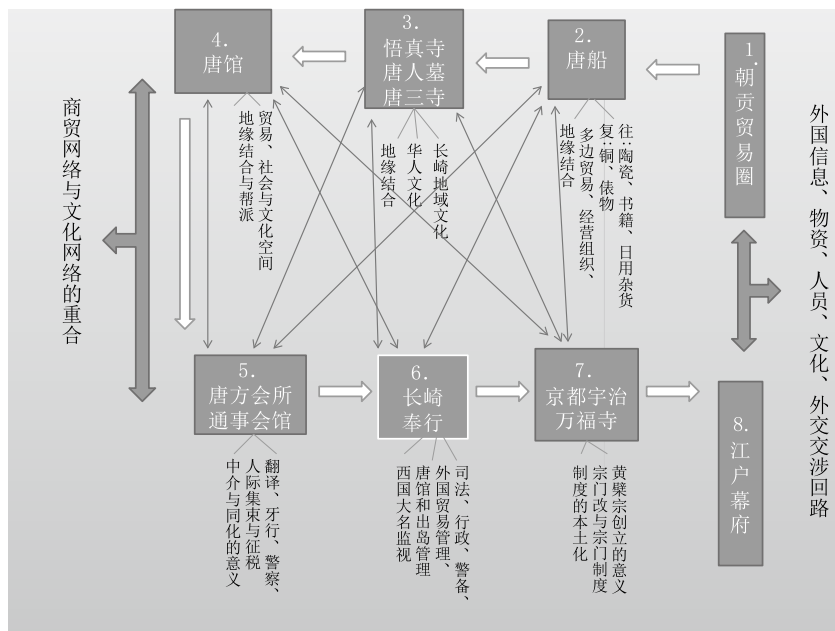 4.
唐馆
3.
悟真寺
唐人墓
唐三寺
2.
唐船
1.
朝贡贸易圈
商贸网络与文化网络的重合
贸易、社会与文化空间
地缘结合与帮派
长崎地域文化
华人文化
地缘结合
往:陶瓷、书籍、日用杂货
复:铜、俵物
多边贸易、经营组织、
地缘结合
外国信息、物资、人员、文化、外交交涉回路
5.
唐方会所
通事会馆
6.
长崎
奉行
7.
京都宇治
万福寺
8.
江户幕府
翻译、牙行、警察、
人际集束与征税
中介与同化的意义
司法、行政、警备、
外国贸易管理、
唐馆和出岛管理
西国大名监视
黄檗宗创立的意义
宗门改与宗门制度
制度的本土化